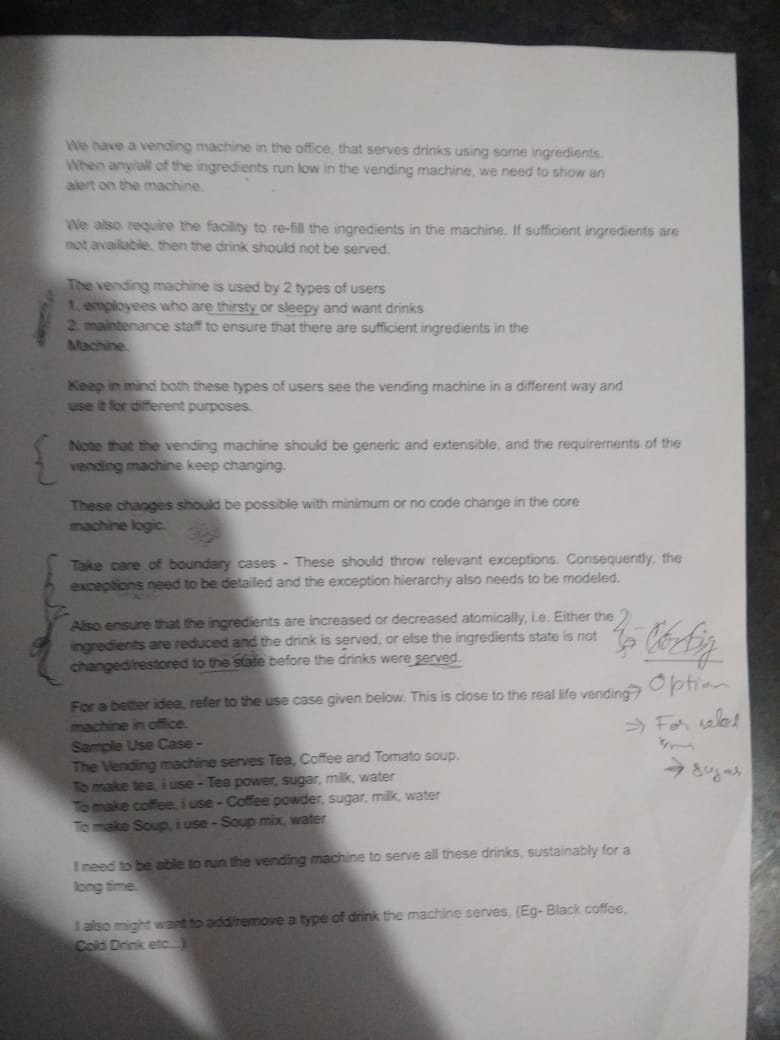 We have a vending machine in the office, that serves drinks using some ingredients.
When any/all of the ingredients run low in the vending machine, we need to show an
alert on the machine.
We also require the facility to re-fill the ingredients in the machine. If sufficient ingredients are
not available, then the drink should not be served.
The vending machine is used by 2 types of users
1. employees who are thirsty or sleepy and want drinks
2. maintenance staff to ensure that there are sufficient ingredients in the
Machine.
Keep in mind both these types of users see the vending machine in a different way and
use it for different purposes.
Note that the vending machine should be generic and extensible, and the requirements of the
vending machine keep changing.
These changes should be possible with minimum or no code change in the core
machine logic.
Take care of boundary cases - These should throw relevant exceptions. Consequently, the
exceptions need to be detailed and the exception hierarchy also needs to be modeled.
Also ensure that the ingredients are increased or decreased atomically, i.e. Either the
ingredients are reduced and the drink is served, or else the ingredients state is not
changed/restored to the state before the drinks were served.
Config
Option
For a better idea, refer to the use case given below. This is close to the real life vending
machine in office.
⇒ For
Sample Use Case -
The Vending machine serves Tea, Coffee and Tomato soup.
→ Sugar
To make tea, i use - Tea power, sugar, milk, water
To make coffee, i use - Coffee powder, sugar, milk, water
To make Soup, i use - Soup mix, water
I need to be able to run the vending machine to serve all these drinks, sustainably for a
long time.
I also might want to add/remove a type of drink the machine serves, (Eg- Black coffee,
Cold Drink etc...)